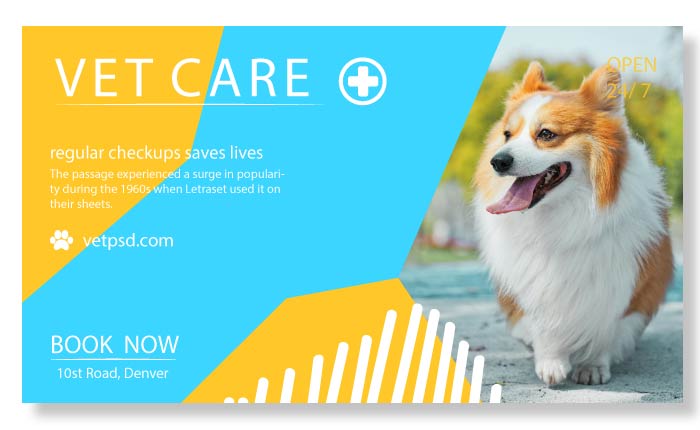 VET CARE
OPEN
24/ 7
regular checkups saves lives
The passage experienced a surge in populari-
ty during the 1960s when Letraset used it on
their sheets.
vetpsd.com
BOOK NOW
10st Road, Denver